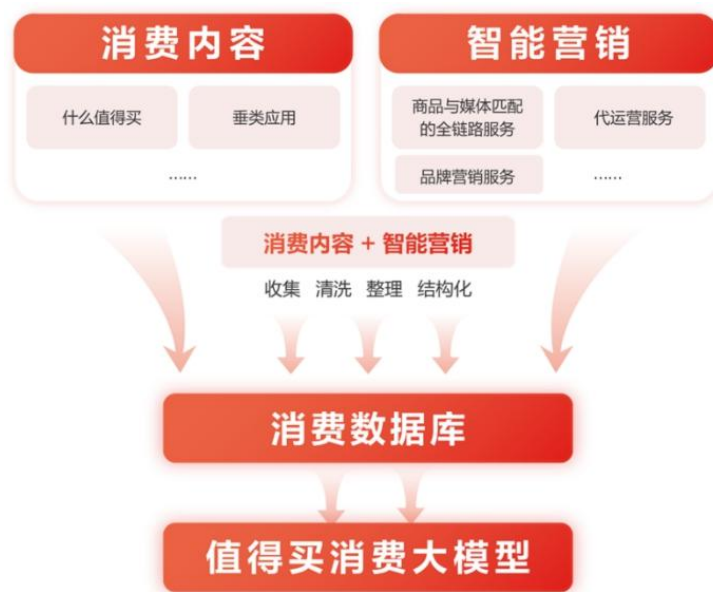 消费内容
智能营销
什么值得买
垂类应用
……
商品与媒体匹配
的全链路服务
代运营服务
品牌营销服务
……
消费内容 + 智能营销
收集 清洗 整理 结构化
消费数据库
值得买消费大模型